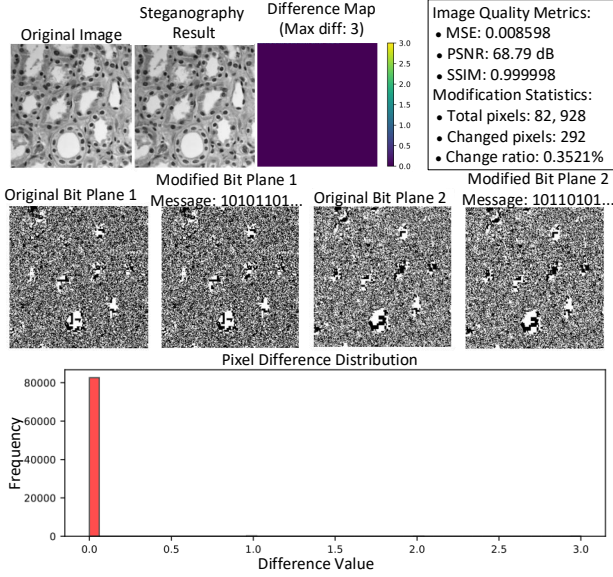 Original Image
Steganography
Result
Difference Map
(Max diff: 3)
3.0
2.5
2.0
1.5
1.0
0.5
0.0
Image Quality Metrics:
• MSE: 0.008598
• PSNR: 68.79 dB
• SSIM: 0.999998
Modification Statistics:
• Total pixels: 82, 928
• Changed pixels: 292
• Change ratio: 0.3521%
Original Bit Plane 1
Modified Bit Plane 1
Message: 10101101...
Original Bit Plane 2
Modified Bit Plane 2
Message: 10110101...
Pixel Difference Distribution
Frequency
80000
60000
40000
20000
0
0.0 0.5 1.0 1.5 2.0 2.5 3.0
Difference Value